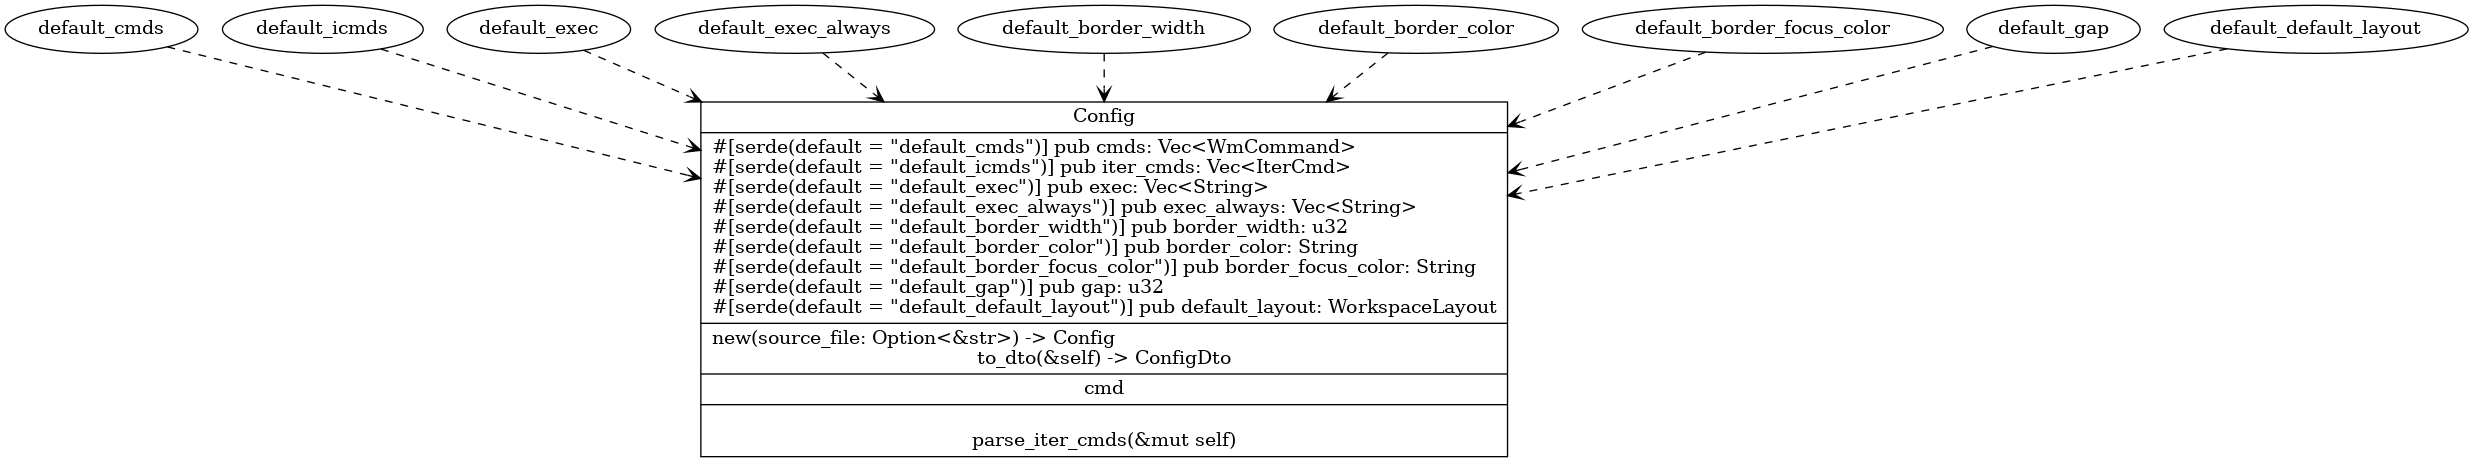 default_cmds
default_icmds
default_exec
default_exec_always
default_border_width
default_border_color
default_border_focus_color
default_gap
default_default_layout
Config
#[serde(default = "default_cmds")] pub cmds: Vec<WmCommand>
#[serde(default = "default_icmds")] pub iter_cmds: Vec<IterCmd>
#[serde(default = "default_exec")] pub exec: Vec<String>
#[serde(default = "default_exec_always")] pub exec_always: Vec<String>
#[serde(default = "default_border_width")] pub border_width: u32
#[serde(default = "default_border_color")] pub border_color: String
#[serde(default = "default_border_focus_color")] pub border_focus_color: String
#[serde(default = "default_gap")] pub gap: u32
#[serde(default = "default_default_layout")] pub default_layout: WorkspaceLayout
new(source_file: Option<&str>) -> Config
to_dto(&self) -> ConfigDto
cmd
parse_iter_cmds(&mut self)